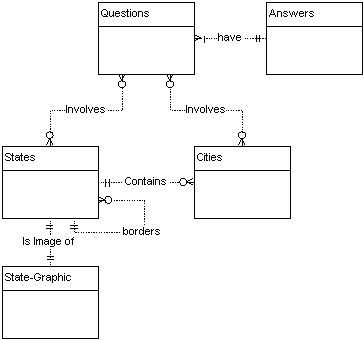 Questions
Answers
have
Involves
Involves
States
Cities
Contains
Is Image of
borders
State-Graphic